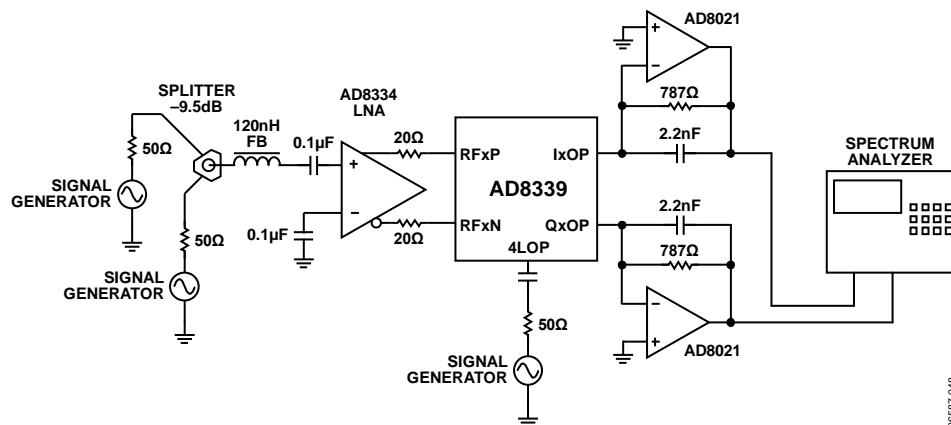 AD8021
SPLITTER
–9.5dB
AD8334
LNA
787Ω
120nH
FB
0.1µF
20Ω
2.2nF
SPECTRUM
ANALYZER
50Ω
RFxP
IxOP
SIGNAL
GENERATOR
AD8339
2.2nF
0.1µF
RFxN
QxOP
50Ω
20Ω
4LOP
787Ω
SIGNAL
GENERATOR
50Ω
AD8021
SIGNAL
GENERATOR